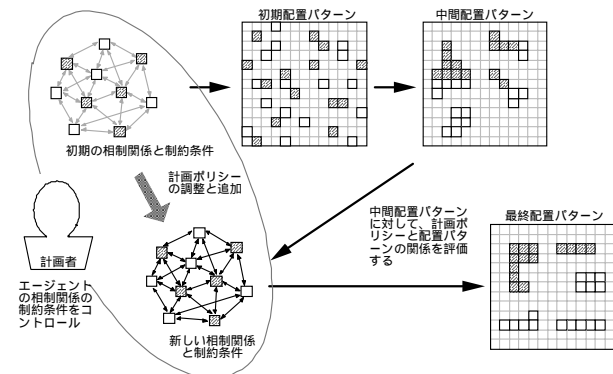 初期配置パターン
中間配置パターン
初期の相制関係と制約条件
計画ポリシー
の調整と追加
計画者
エージェント
の相制関係の
制約条件をコ
ントロール
新しい相制関係
と制約条件
中間配置パターン
に対して、計画ポ
リシーと配置パタ
ーンの関係を評価
する
最終配置パターン